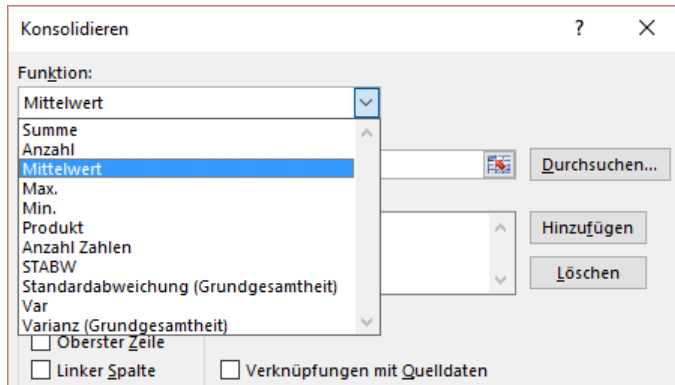 Konsolidieren ? ×
Funktion:
Mittelwert
Summe
Anzahl
Mittelwert
Durchsuchen...
Max.
Min.
Produkt
Hinzufügen
Anzahl Zahlen
STABW
Löschen
Standardabweichung (Grundgesamtheit)
Var
Varianz (Grundgesamtheit)
Oberster Zeile
Linker Spalte
Verknüpfungen mit Quelldaten